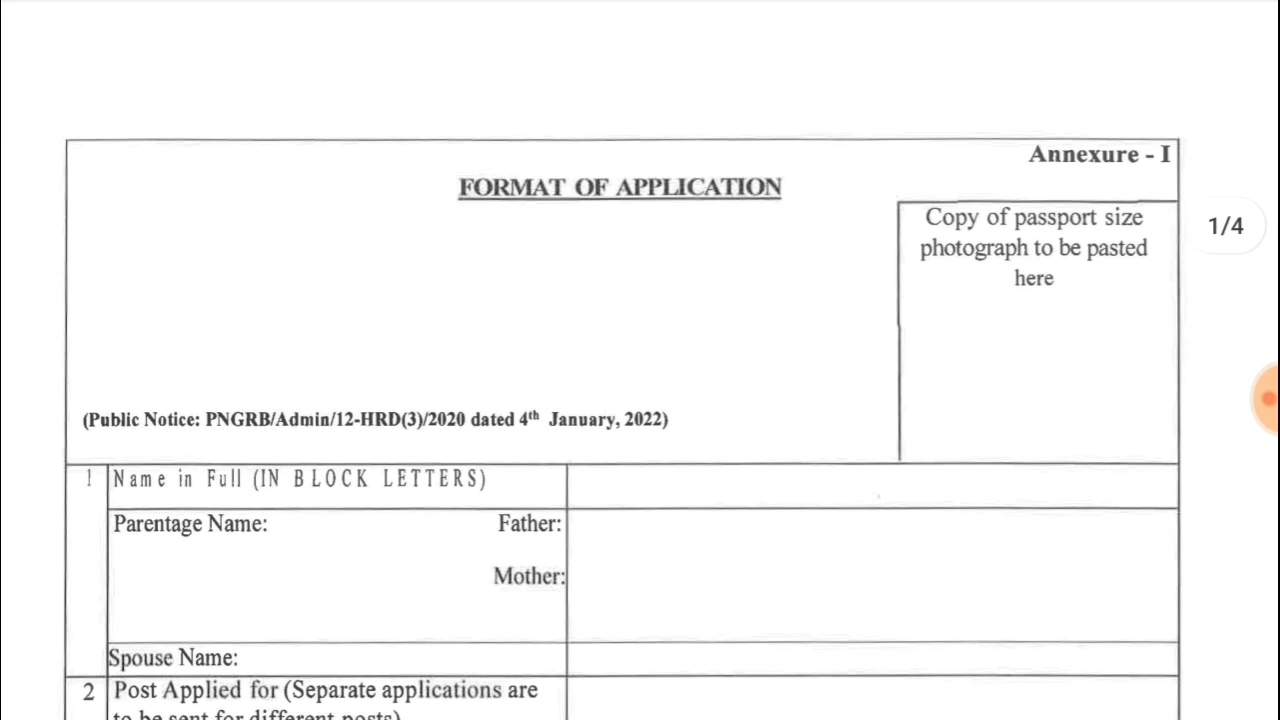 Annexure - I
FORMAT OF APPLICATION
Copy of passport size
photograph to be pasted
here
1/4
(Public Notice: PNGRB/Admin/12-HRD(3)/2020 dated 4th January, 2022)
1 Name in Full (IN BLOCK LETTERS)
Parentage Name: Father:
Mother:
Spouse Name:
2 Post Applied for (Separate applications are
to be sent for different posts)